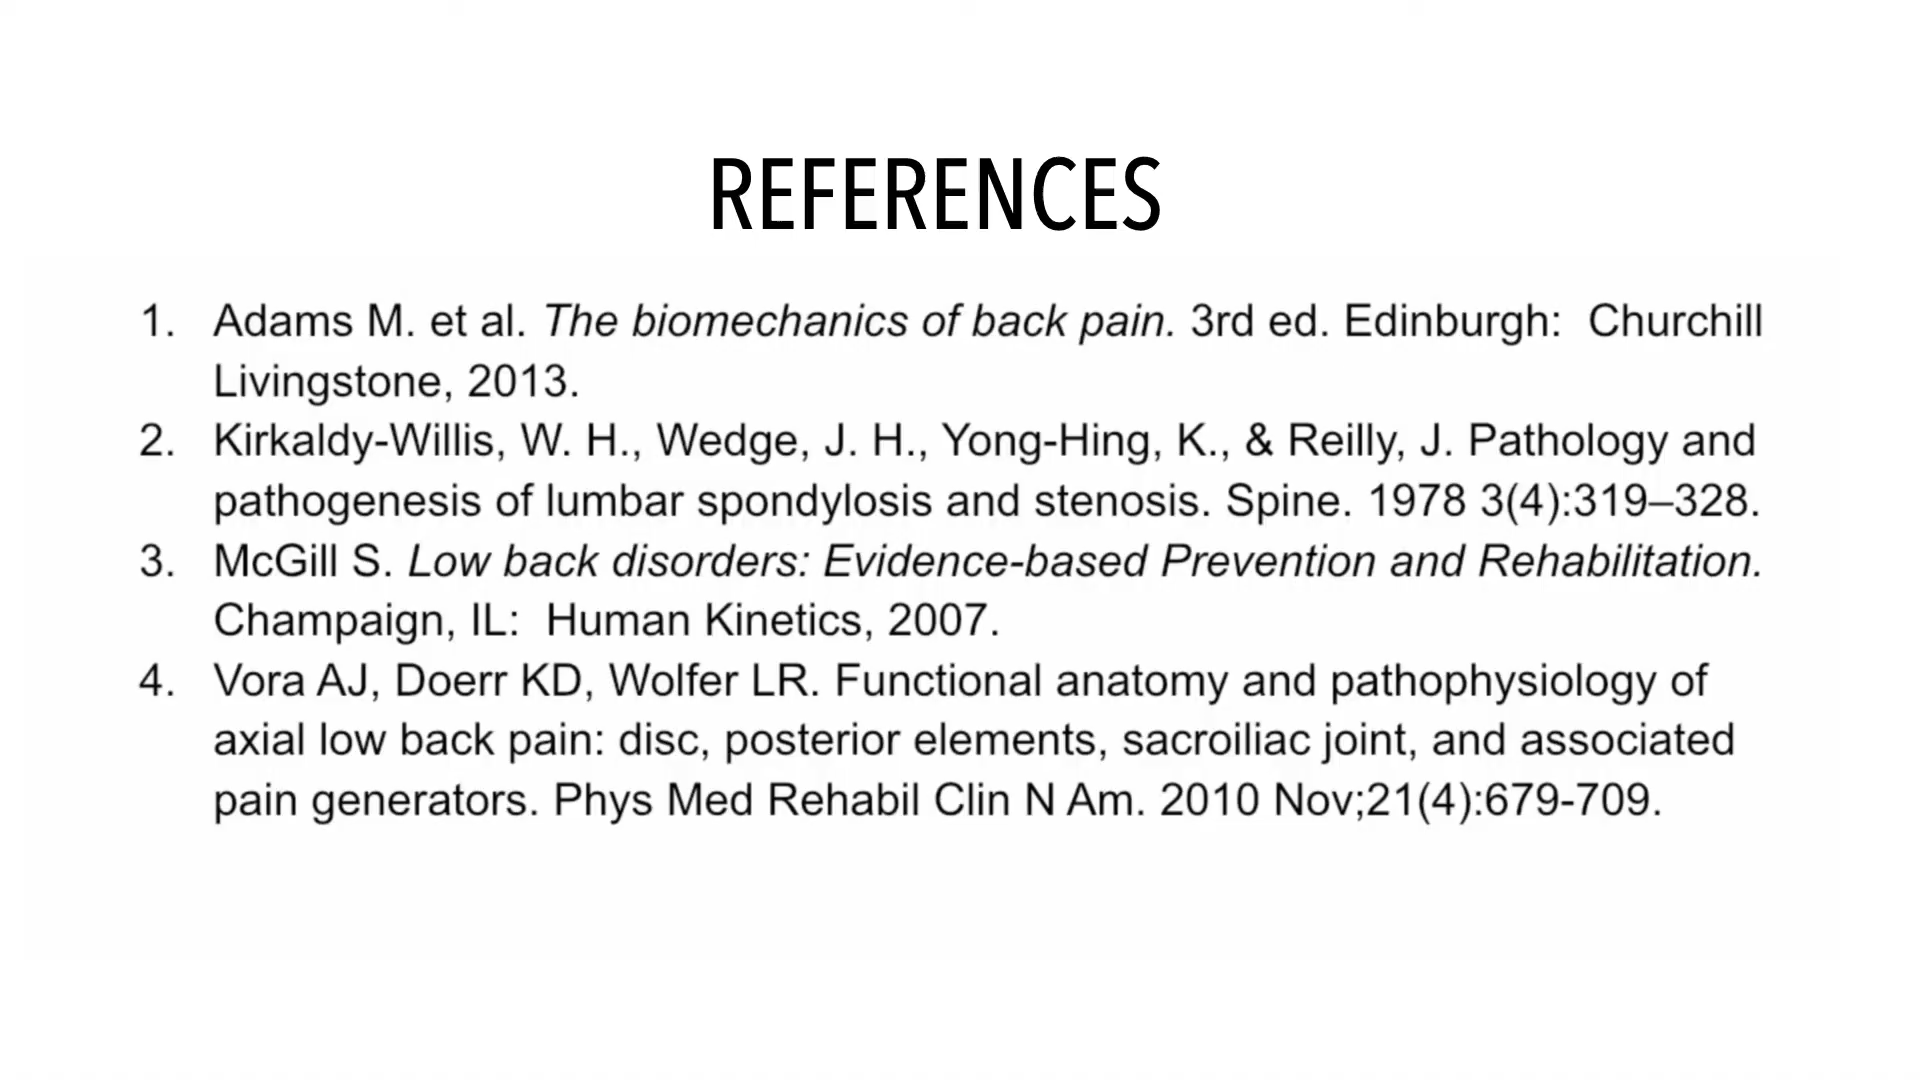 REFERENCES
1. Adams M. et al. The biomechanics of back pain. 3rd ed. Edinburgh:  Churchill
Livingstone, 2013.
2. Kirkaldy-Willis, W. H., Wedge, J. H., Yong-Hing, K., & Reilly, J. Pathology and
pathogenesis of lumbar spondylosis and stenosis. Spine. 1978 3(4):319–328.
3. McGill S. Low back disorders: Evidence-based Prevention and Rehabilitation.
Champaign, IL:  Human Kinetics, 2007.
4. Vora AJ, Doerr KD, Wolfer LR. Functional anatomy and pathophysiology of
axial low back pain: disc, posterior elements, sacroiliac joint, and associated
pain generators. Phys Med Rehabil Clin N Am. 2010 Nov;21(4):679-709.